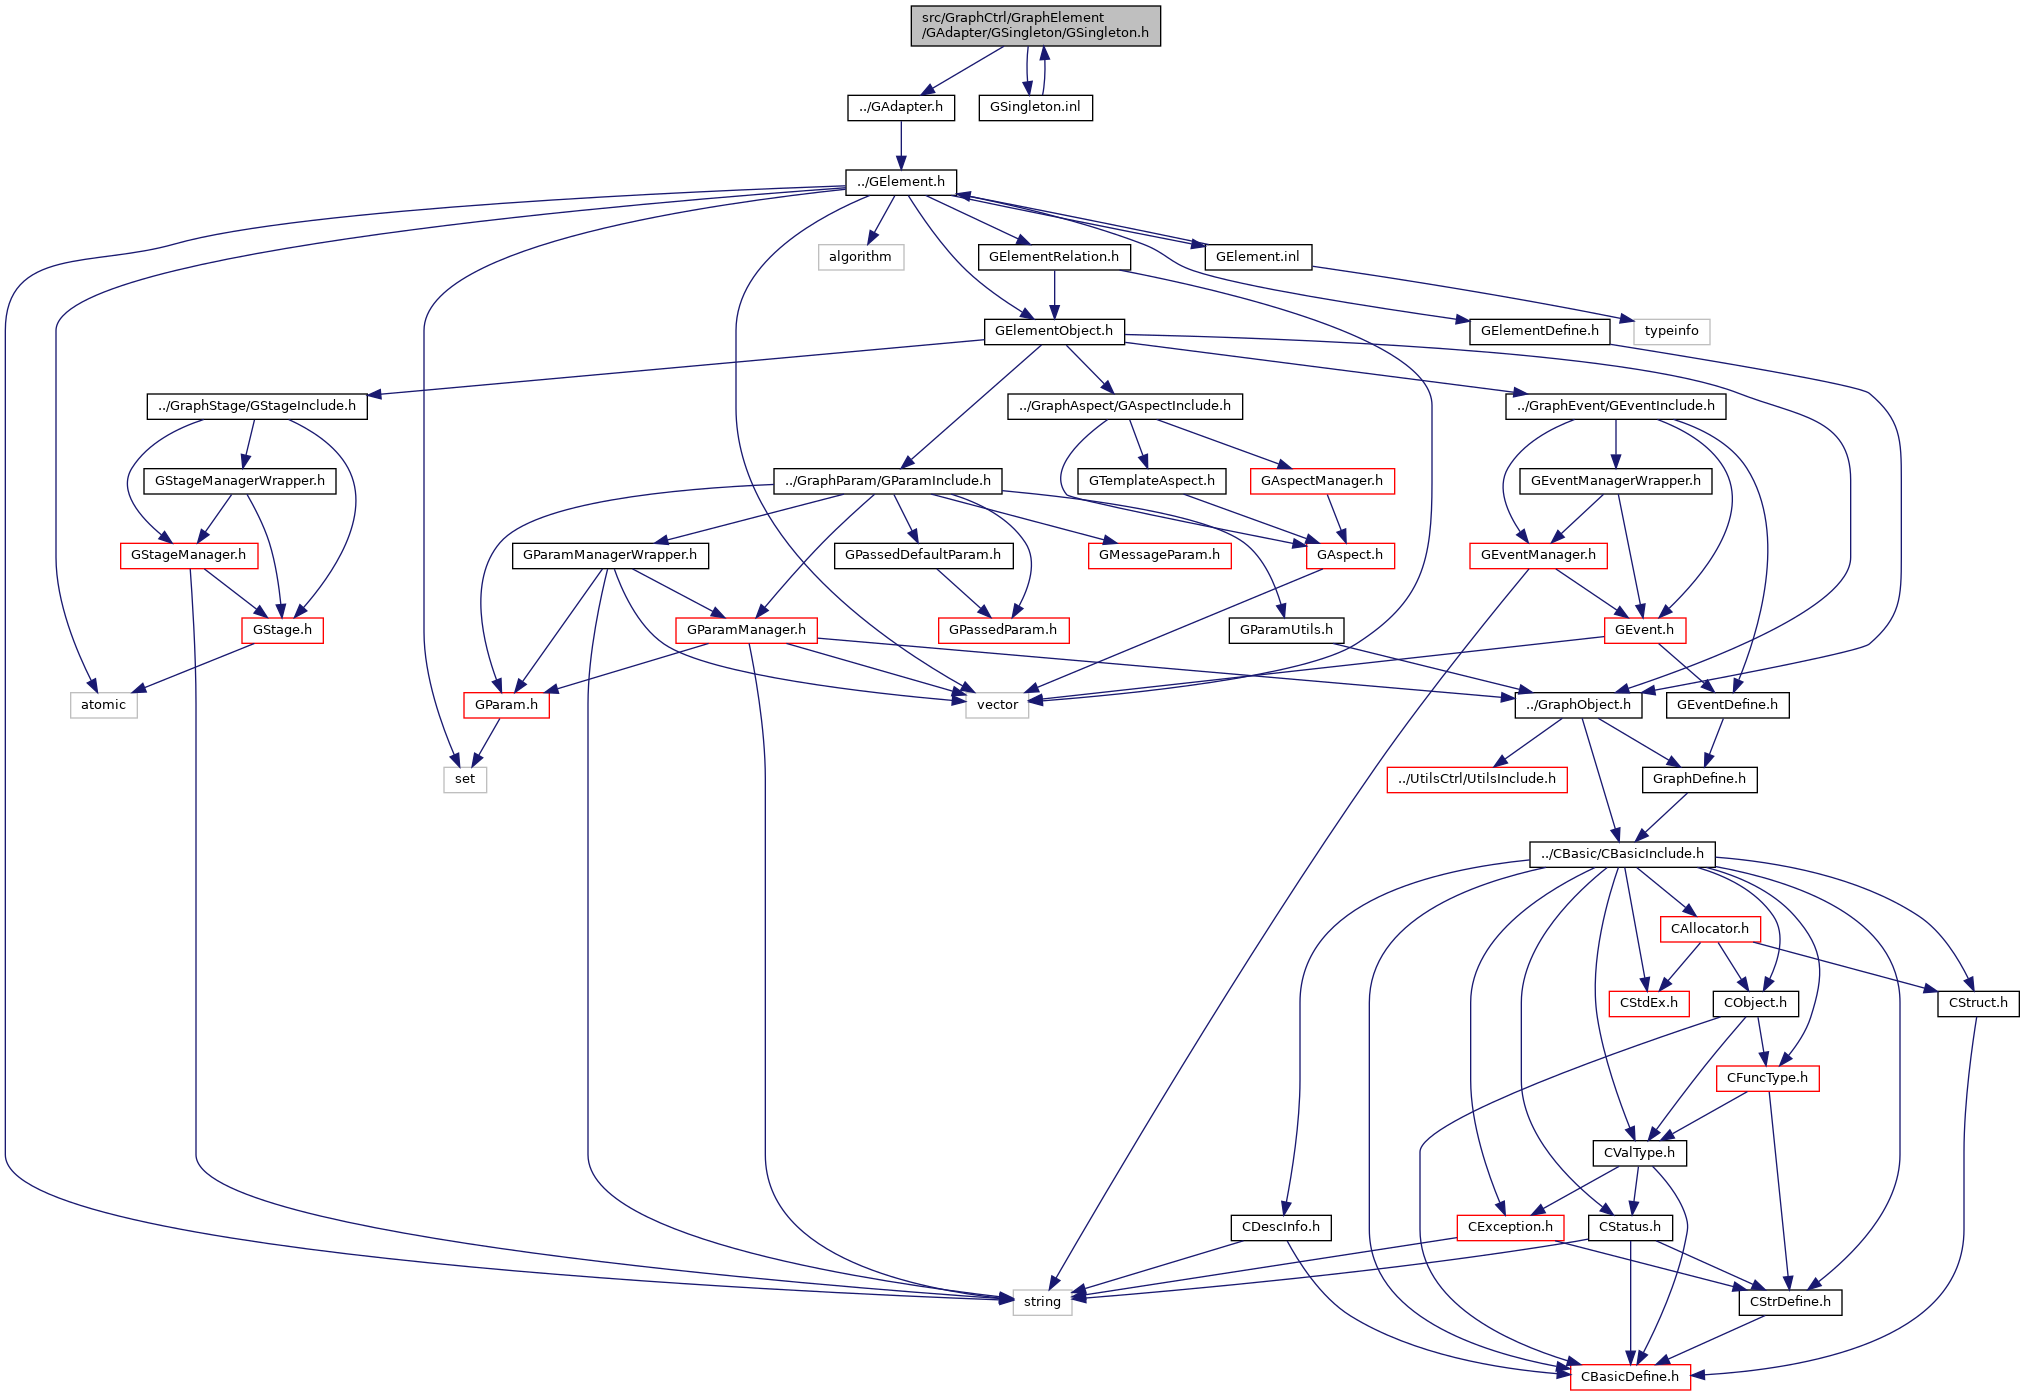 src/GraphCtrl/GraphElement
/GAdapter/GSingleton/GSingleton.h
../GAdapter.h
GSingleton.inl
../GElement.h
algorithm
GElementRelation.h
GElement.inl
GElementObject.h
GElementDefine.h
typeinfo
../GraphStage/GStageInclude.h
../GraphAspect/GAspectInclude.h
../GraphEvent/GEventInclude.h
GStageManagerWrapper.h
../GraphParam/GParamInclude.h
GTemplateAspect.h
GAspectManager.h
GEventManagerWrapper.h
GStageManager.h
GParamManagerWrapper.h
GPassedDefaultParam.h
GMessageParam.h
GAspect.h
GEventManager.h
GStage.h
GParamManager.h
GPassedParam.h
GParamUtils.h
GEvent.h
atomic
GParam.h
vector
../GraphObject.h
GEventDefine.h
set
../UtilsCtrl/UtilsInclude.h
GraphDefine.h
../CBasic/CBasicInclude.h
CAllocator.h
CStdEx.h
CObject.h
CStruct.h
CFuncType.h
CValType.h
CDescInfo.h
CException.h
CStatus.h
string
CStrDefine.h
CBasicDefine.h